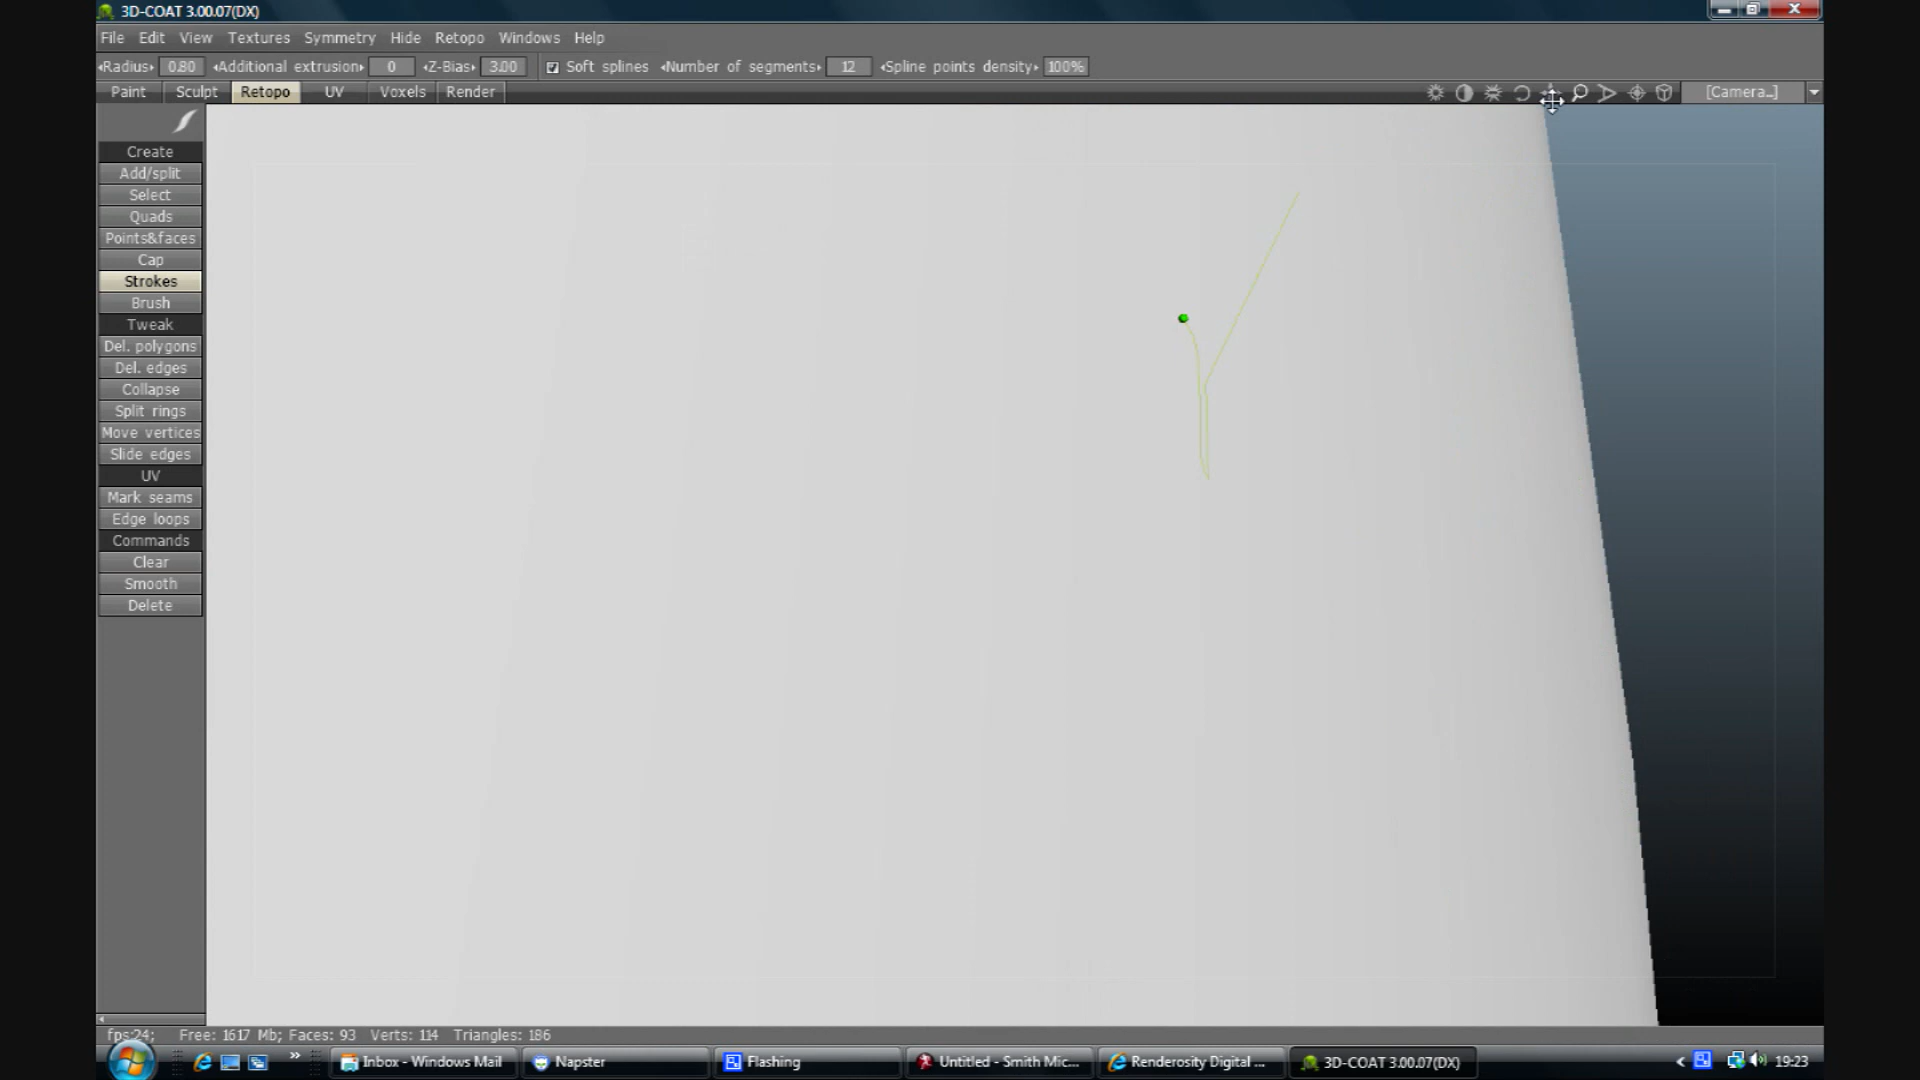 3D-COAT 3.00.07(DX)
File Edit View Textures Symmetry Hide Retopo Windows Help
Radius 0.80 Additional extrusion 0 Z-Bias 3.00 Soft splines Number of segments 12 Spline points density 100%
Paint Sculpt Retopo UV Voxels Render [Camera_]
Create
Add/split
Select
Quads
Points&faces
Cap
Strokes
Brush
Tweak
Del. polygons
Del. edges
Collapse
Split rings
Move vertices
Slide edges
UV
Mark seams
Edge loops
Commands
Clear
Smooth
Delete
fps:24; Free: 1617 Mb; Faces: 93 Verts: 114 Triangles: 186
Inbox - Windows Mail Napster Flashing Untitled - Smith Mic... Renderosity Digital ... 3D-COAT 3.00.07(DX) 19:23